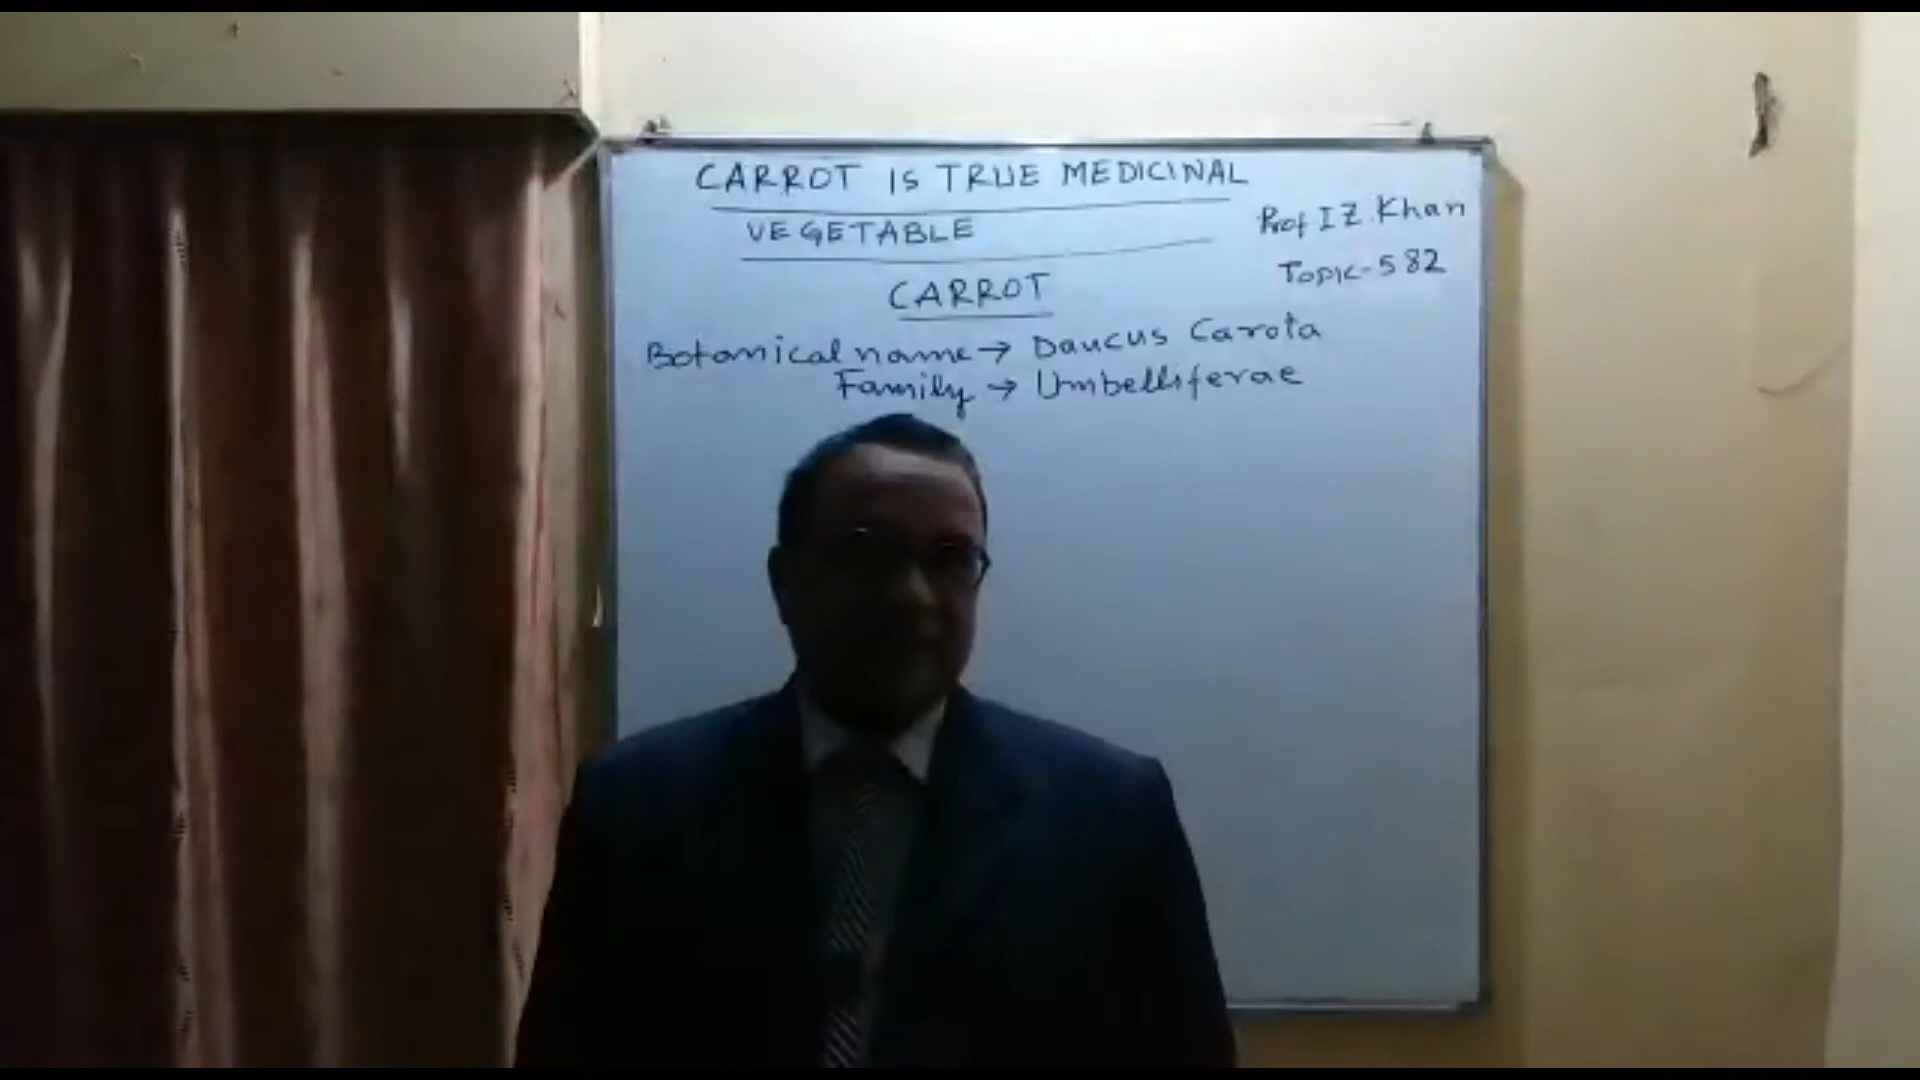 CARROT IS TRUE MEDICINAL
VEGETABLE
Prof I Z. Khan
Topic-582
CARROT
Botanical name → Daucus Carota
Family → Umbelliferae